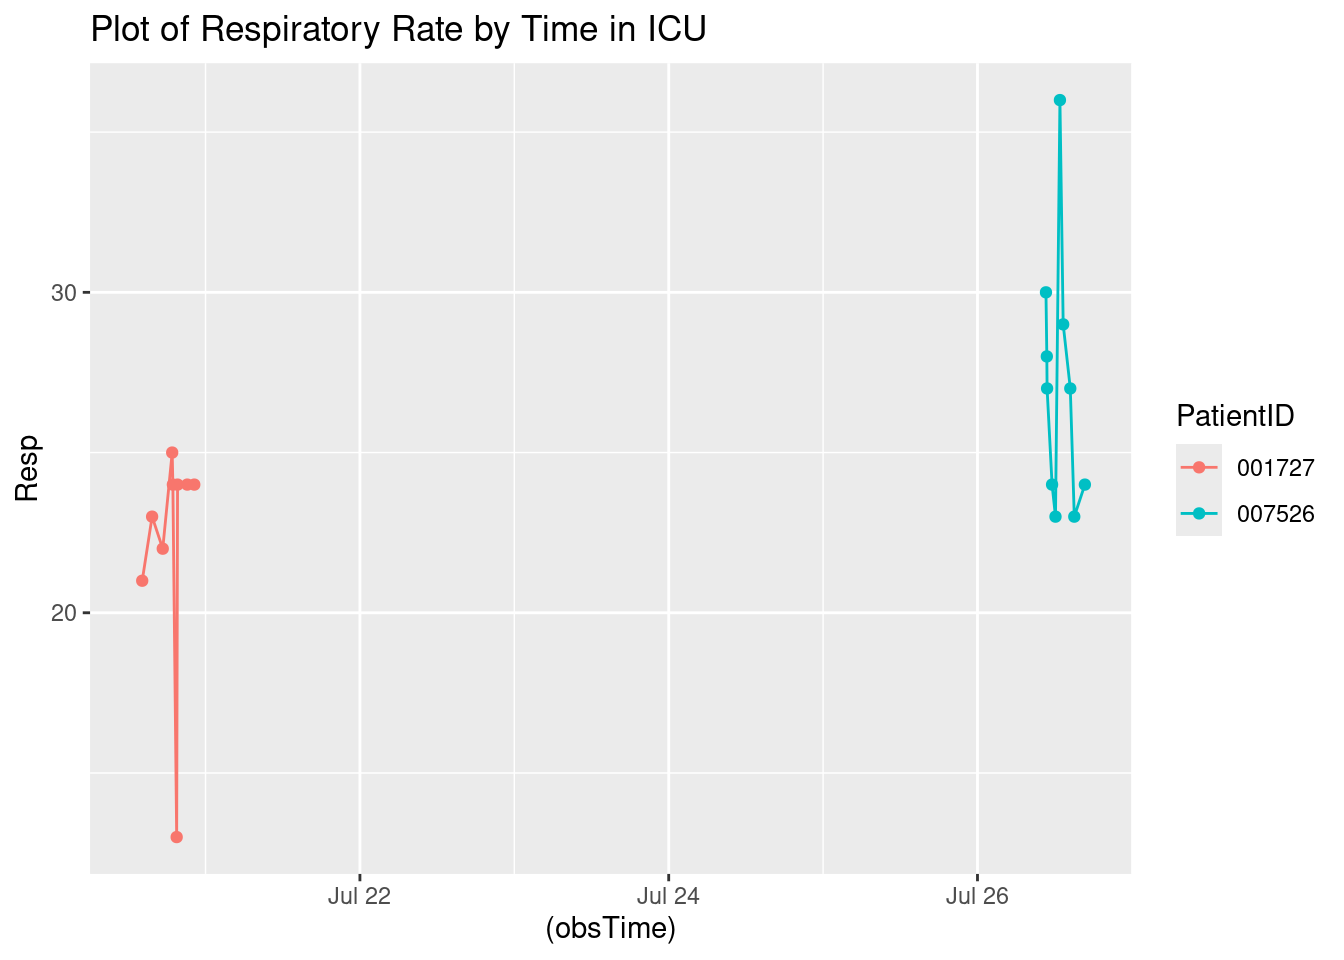 Plot of Respiratory Rate by Time in ICU
Resp
30
20
Jul 22
Jul 24
Jul 26
(obsTime)
PatientID
001727
007526